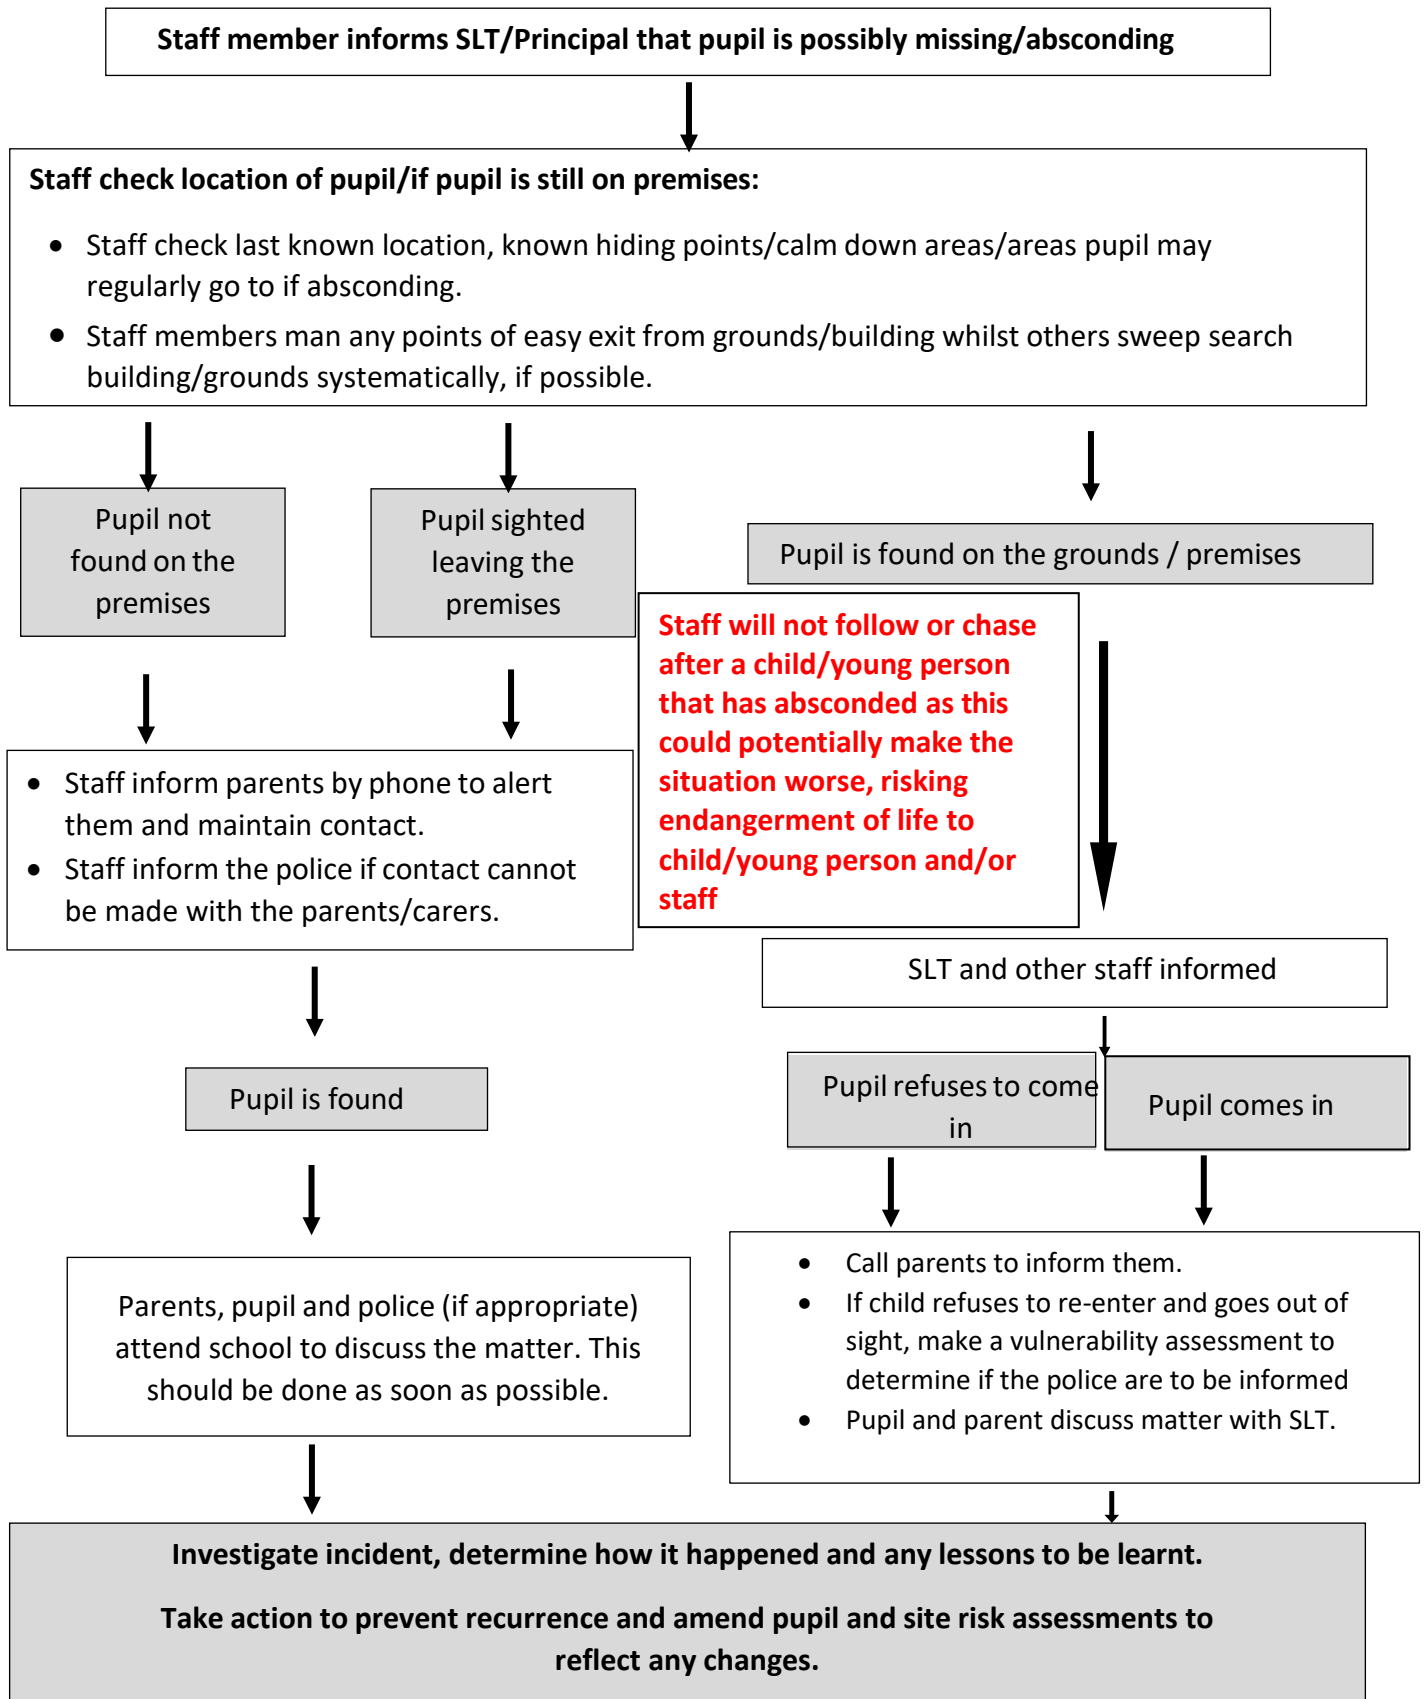 Staff member informs SLT/Principal that pupil is possibly missing/absconding
Staff check location of pupil/if pupil is still on premises:
• Staff check last known location, known hiding points/calm down areas/areas pupil may
regularly go to if absconding.
• Staff members man any points of easy exit from grounds/building whilst others sweep search
building/grounds systematically, if possible.
Pupil not
found on the
premises
Pupil sighted
leaving the
premises
Pupil is found on the grounds / premises
Staff will not follow or chase
after a child/young person
that has absconded as this
could potentially make the
situation worse, risking
endangerment of life to
child/young person and/or
staff
• Staff inform parents by phone to alert
them and maintain contact.
• Staff inform the police if contact cannot
be made with the parents/carers.
SLT and other staff informed
Pupil is found
Pupil refuses to come
in
Pupil comes in
Parents, pupil and police (if appropriate)
attend school to discuss the matter. This
should be done as soon as possible.
• Call parents to inform them.
• If child refuses to re-enter and goes out of
sight, make a vulnerability assessment to
determine if the police are to be informed
• Pupil and parent discuss matter with SLT.
Investigate incident, determine how it happened and any lessons to be learnt.
Take action to prevent recurrence and amend pupil and site risk assessments to
reflect any changes.